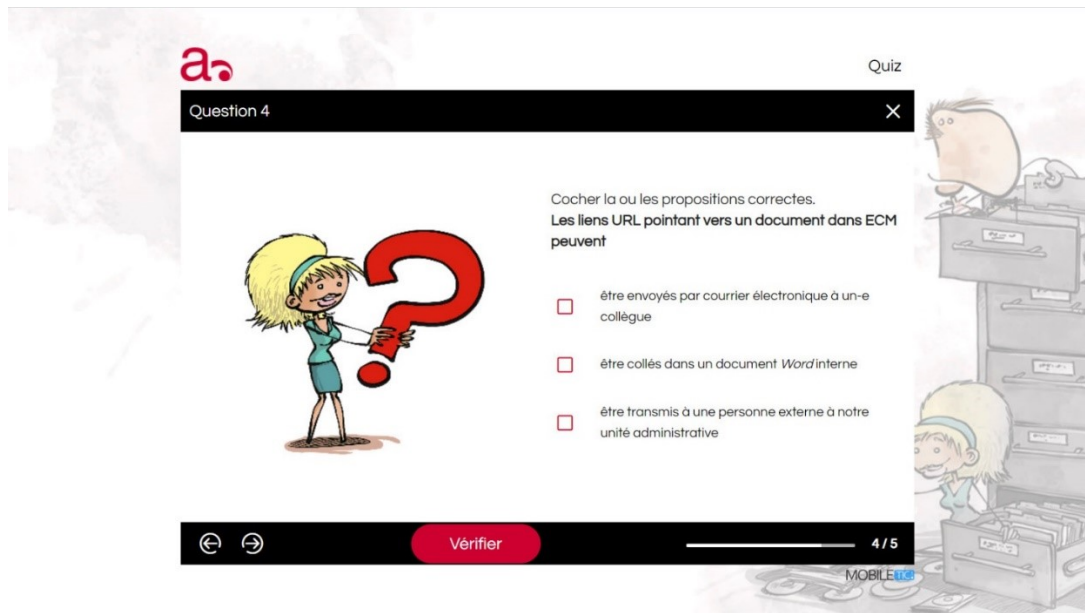 a
Quiz
Question 4
Cocher la ou les propositions correctes.
Les liens URL pointant vers un document dans ECM
peuvent
être envoyés par courrier électronique à un-e
collègue
être collés dans un document Word interne
être transmis à une personne externe à notre
unité administrative
Vérifier
4 / 5
MOBILETIC